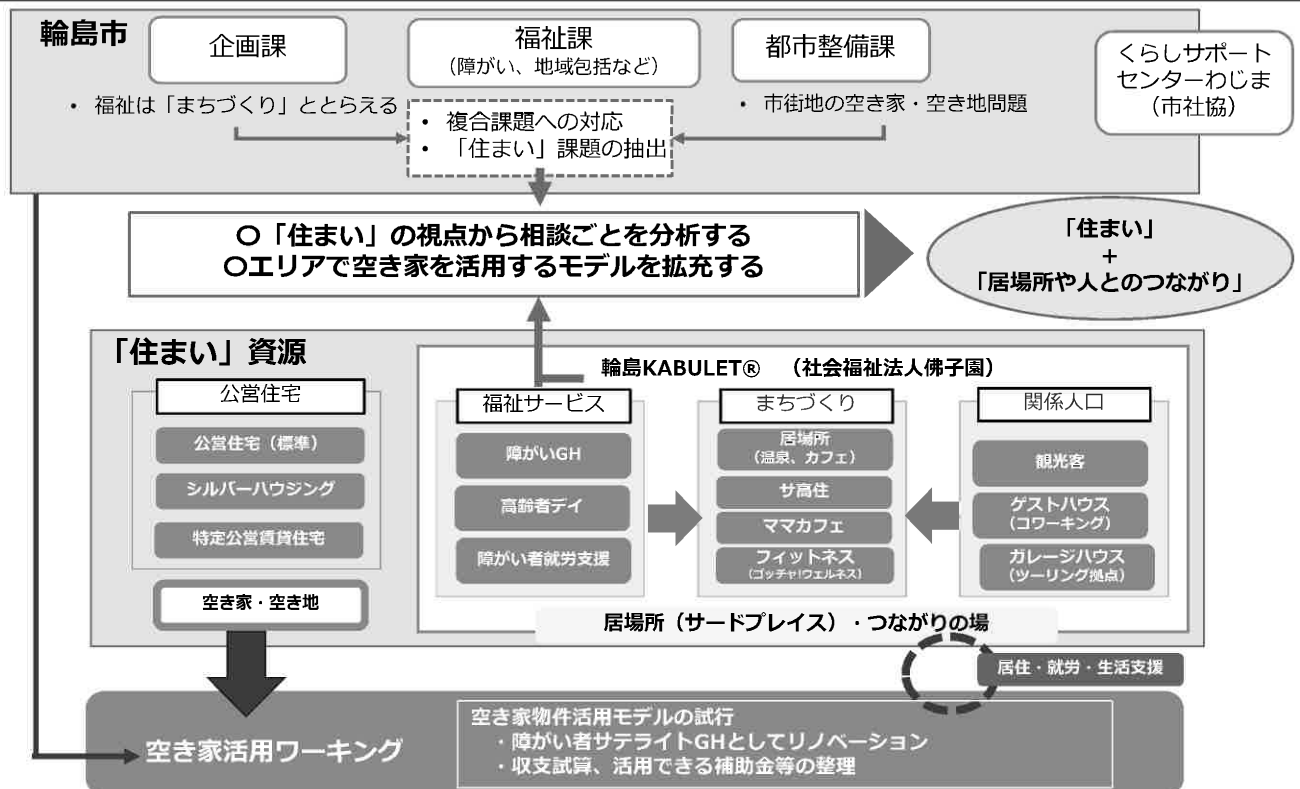 輪島市
企画課
福祉課
（障がい、地域包括など）
都市整備課
くらしサポート
センターわじま
（市社協）
・ 福祉は「まちづくり」ととらえる
・ 複合課題への対応
・ 「住まい」課題の抽出
・ 市街地の空き家・空き地問題
〇「住まい」の視点から相談ごとを分析する
〇エリアで空き家を活用するモデルを拡充する
「住まい」
+
「居場所や人とのつながり」
「住まい」資源
公営住宅
公営住宅（標準）
シルバーハウジング
特定公営賃貸住宅
空き家・空き地
輪島KABULET® （社会福祉法人佛子園）
福祉サービス
障がいGH
高齢者デイ
障がい者就労支援
まちづくり
居場所
（温泉、カフェ）
サ高住
ママカフェ
フィットネス
（ゴッチャ！ウェルネス）
関係人口
観光客
ゲストハウス
（コワーキング）
ガレージハウス
（ツーリング拠点）
居場所（サードプレイス）・つながりの場
居住・就労・生活支援
空き家活用ワーキング
空き家物件活用モデルの試行
・障がい者サテライトGHとしてリノベーション
・収支試算、活用できる補助金等の整理